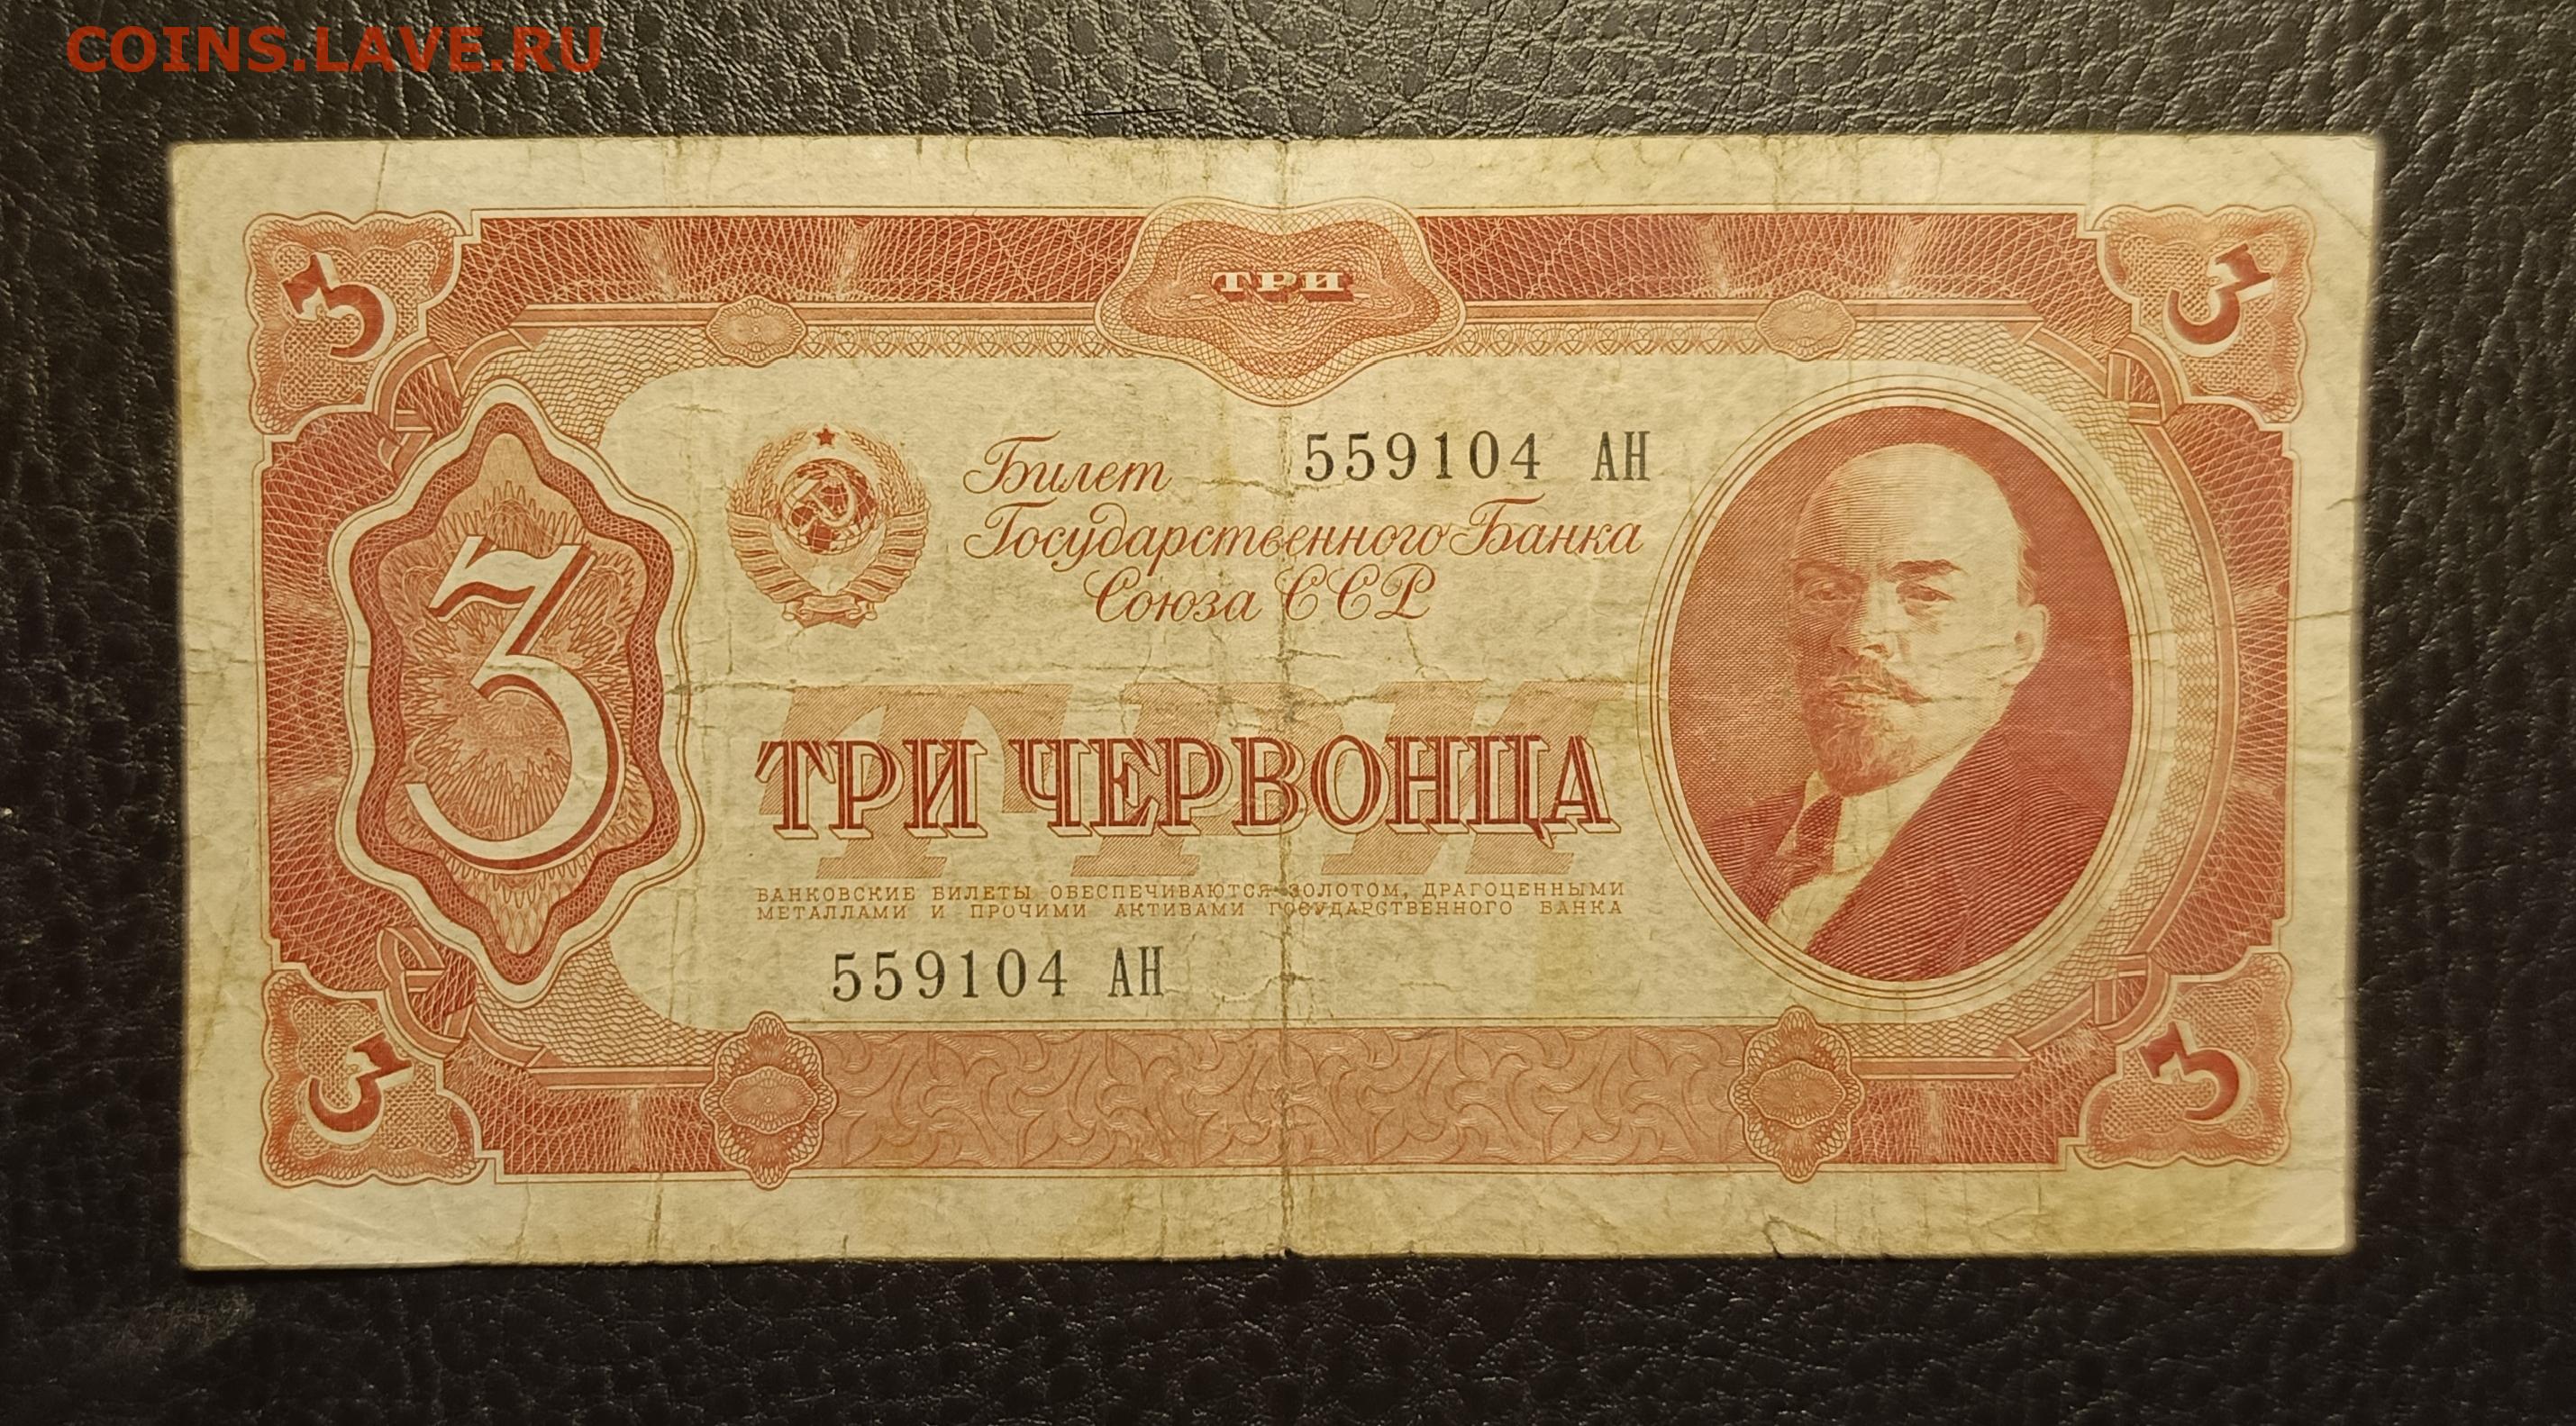 COINS.LAVE.RU
3
ТРИ
3
Билет
559104 АН
Государственного Банка
Союза ССР
3
ТРИ
ТРИ ЧЕРВОНЦА
БАНКОВСКИЕ БИЛЕТЫ ОБЕСПЕЧИВАЮТСЯ ЗОЛОТОМ, ДРАГОЦЕННЫМИ
МЕТАЛЛАМИ И ПРОЧИМИ АКТИВАМИ ГОСУДАРСТВЕННОГО БАНКА
559104 АН
3
3